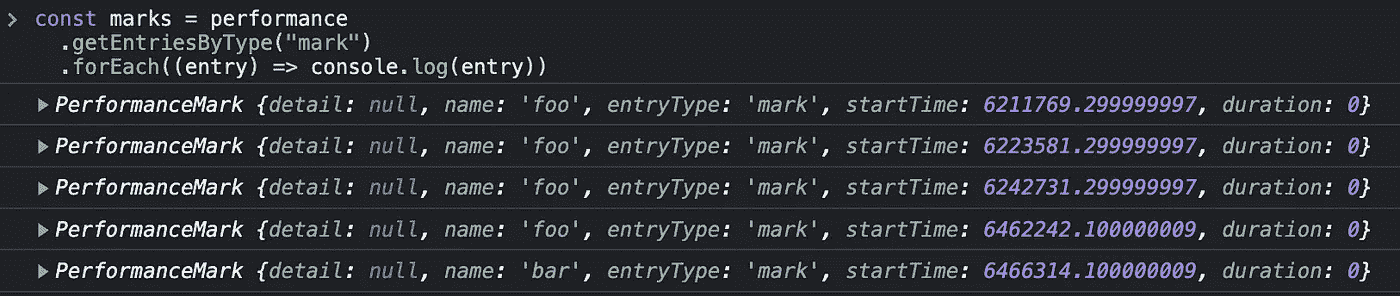 const marks = performance
.getEntriesByType("mark")
.forEach((entry) => console.log(entry))
PerformanceMark {detail: null, name: 'foo', entryType: 'mark', startTime: 6211769.299999997, duration: 0}
PerformanceMark {detail: null, name: 'foo', entryType: 'mark', startTime: 6223581.299999997, duration: 0}
PerformanceMark {detail: null, name: 'foo', entryType: 'mark', startTime: 6242731.299999997, duration: 0}
PerformanceMark {detail: null, name: 'foo', entryType: 'mark', startTime: 6462242.100000009, duration: 0}
PerformanceMark {detail: null, name: 'bar', entryType: 'mark', startTime: 6466314.100000009, duration: 0}